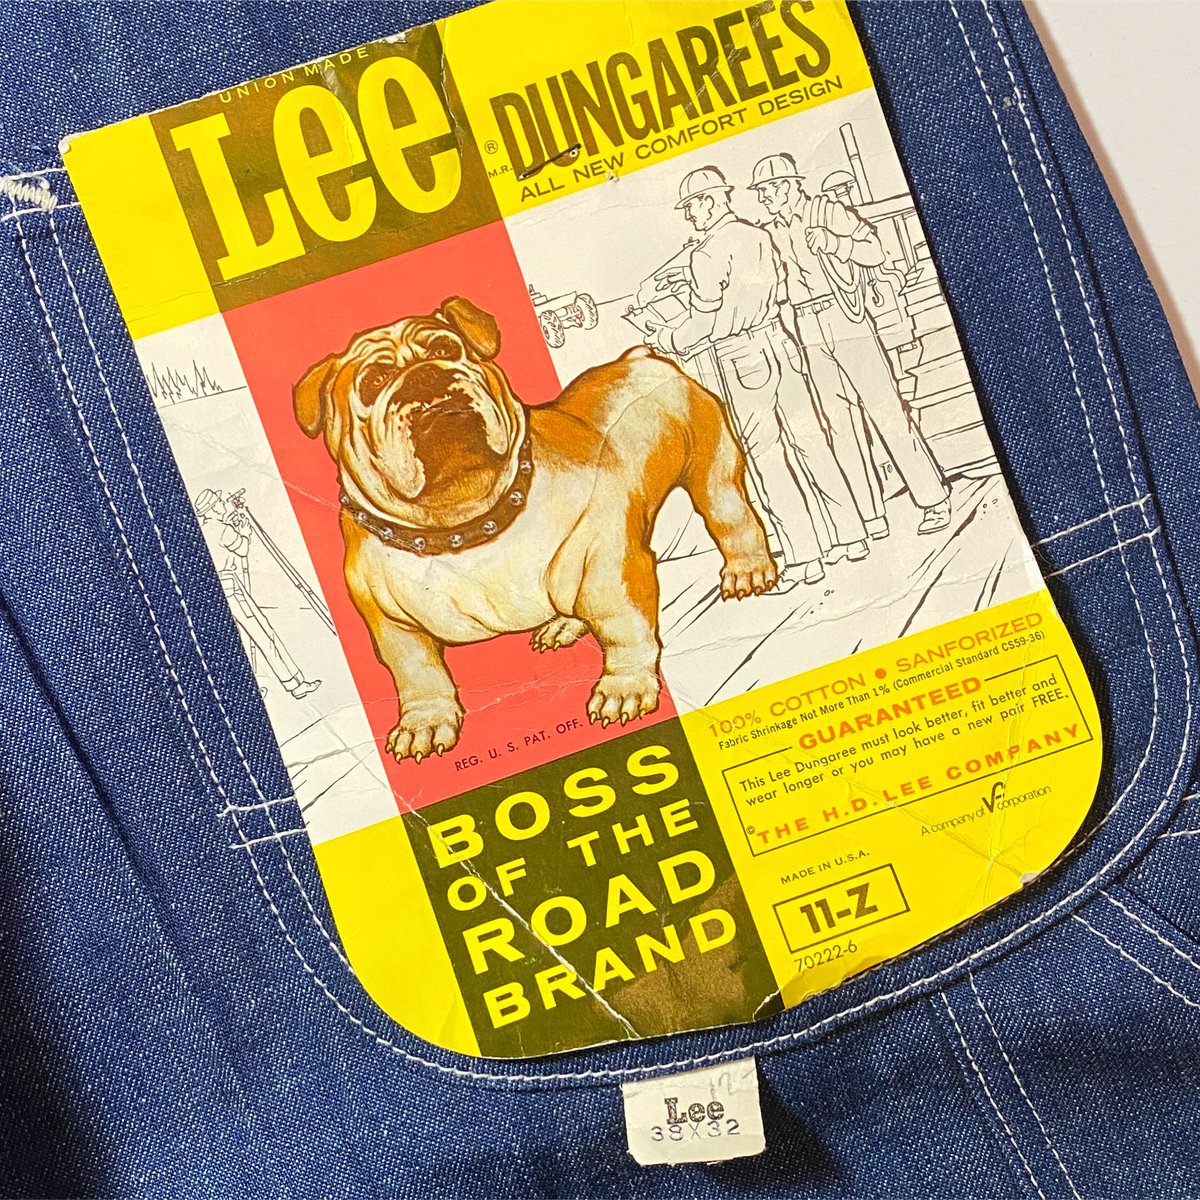 UNION MADE
Lee
® M.R. DUNGAREES
ALL NEW COMFORT DESIGN
REG. U. S. PAT. OFF.
BOSS
OF THE
ROAD
BRAND
100% COTTON • SANFORIZED
Fabric Shrinkage Not More Than 1% (Commercial Standard CS59-36)
GUARANTEED
This Lee Dungaree must look better, fit better and
wear longer or you may have a new pair FREE.
© THE H. D. LEE COMPANY
A company of VF corporation
MADE IN U.S.A.
11-Z
70222-6
12
Lee
38X32